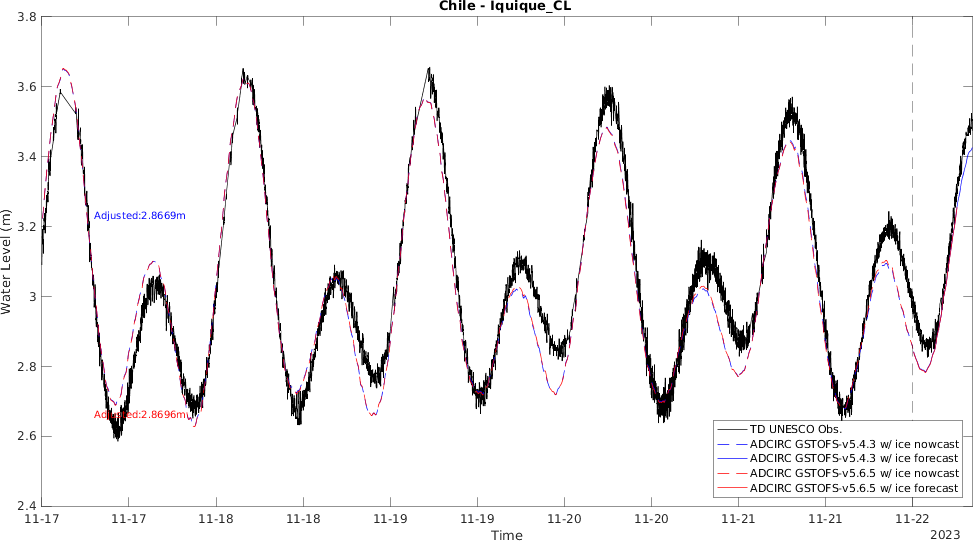 Chile - Iquique_CL
3.8
3.6
3.4
3.2
3
2.8
2.6
2.4
Water Level (m)
Adjusted:2.8669m
Adjusted:2.8696m
TD UNESCO Obs.
ADCIRC GSTOFS-v5.4.3 w/ ice nowcast
ADCIRC GSTOFS-v5.4.3 w/ ice forecast
ADCIRC GSTOFS-v5.6.5 w/ ice nowcast
ADCIRC GSTOFS-v5.6.5 w/ ice forecast
11-17 11-17 11-18 11-18 11-19 11-19 11-20 11-20 11-21 11-21 11-22
Time
2023